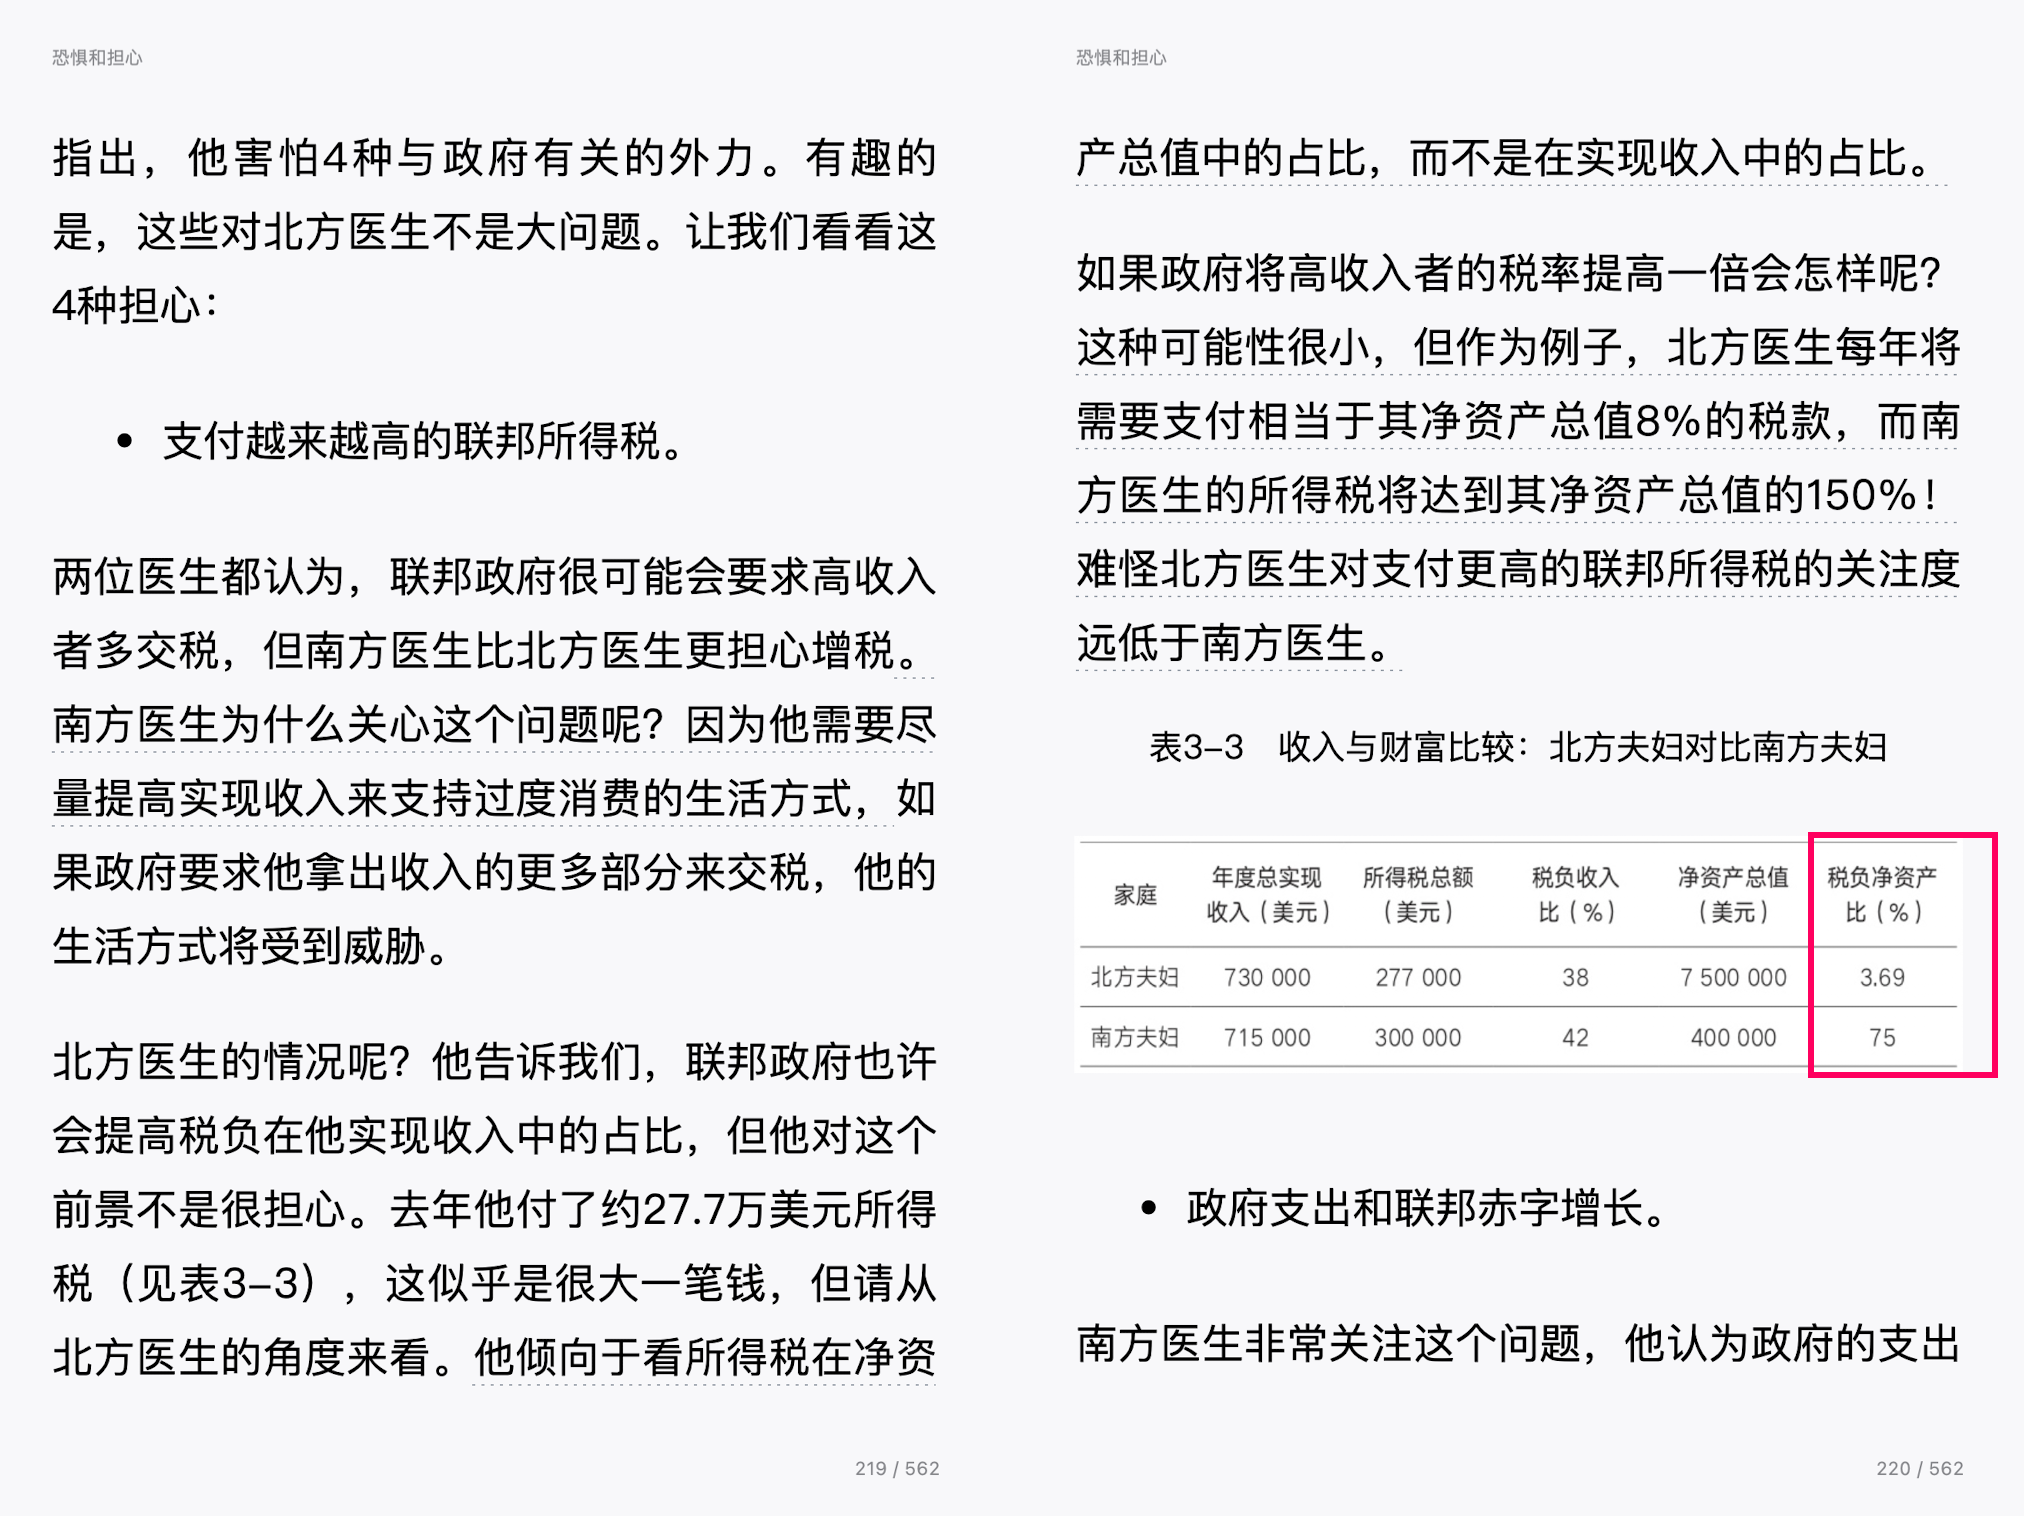 恐惧和担心
指出，他害怕4种与政府有关的外力。有趣的
是，这些对北方医生不是大问题。让我们看看这
4种担心：
• 支付越来越高的联邦所得税。
两位医生都认为，联邦政府很可能会要求高收入
者多交税，但南方医生比北方医生更担心增税。
南方医生为什么关心这个问题呢？因为他需要尽
量提高实现收入来支持过度消费的生活方式，如
果政府要求他拿出收入的更多部分来交税，他的
生活方式将受到威胁。
北方医生的情况呢？他告诉我们，联邦政府也许
会提高税负在他实现收入中的占比，但他对这个
前景不是很担心。去年他付了约27.7万美元所得
税（见表3–3），这似乎是很大一笔钱，但请从
北方医生的角度来看。他倾向于看所得税在净资
219 / 562
恐惧和担心
产总值中的占比，而不是在实现收入中的占比。
如果政府将高收入者的税率提高一倍会怎样呢？
这种可能性很小，但作为例子，北方医生每年将
需要支付相当于其净资产总值8%的税款，而南
方医生的所得税将达到其净资产总值的150%！
难怪北方医生对支付更高的联邦所得税的关注度
远低于南方医生。
表3–3 收入与财富比较：北方夫妇对比南方夫妇
家庭 年度总实现收入（美元） 所得税总额（美元） 税负收入比（%） 净资产总值（美元） 税负净资产比（%）
北方夫妇 730 000 277 000 38 7 500 000 3.69
南方夫妇 715 000 300 000 42 400 000 75
• 政府支出和联邦赤字增长。
南方医生非常关注这个问题，他认为政府的支出
220 / 562